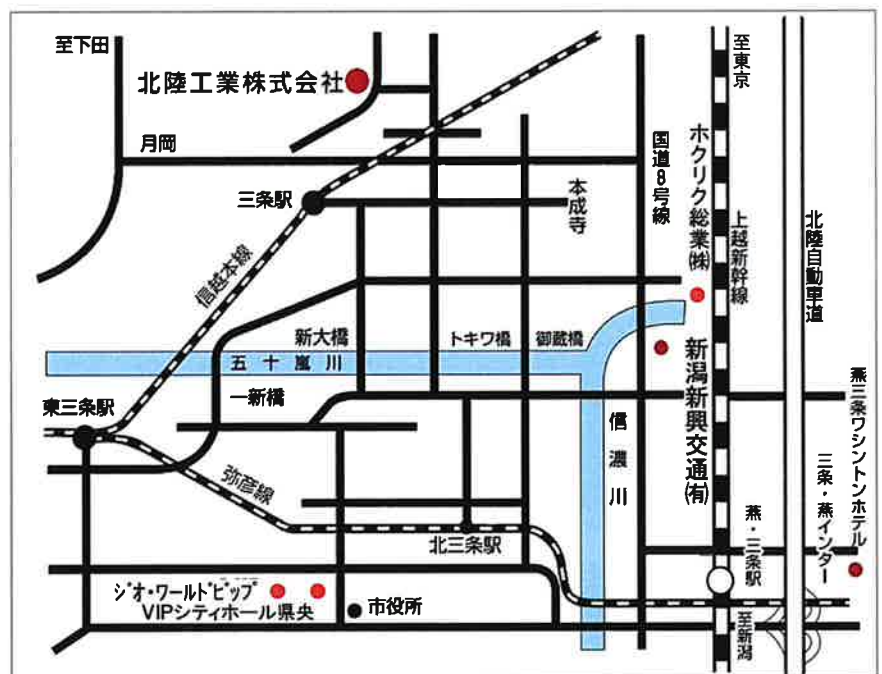 至下田
北陸工業株式会社
月岡
三条駅
信越本線
本成寺
国道8号線
ホクリク総業㈱
至東京
上越新幹線
北陸自動車道
新大橋
トキワ橋
御蔵橋
五十嵐川
一新橋
東三条駅
弥彦線
信濃川
新潟新興交通㈲
燕三条ワシントンホテル
三条・燕インター
燕・三条駅
北三条駅
ジオ・ワールドビップ
VIPシティホール県央
市役所
至新潟